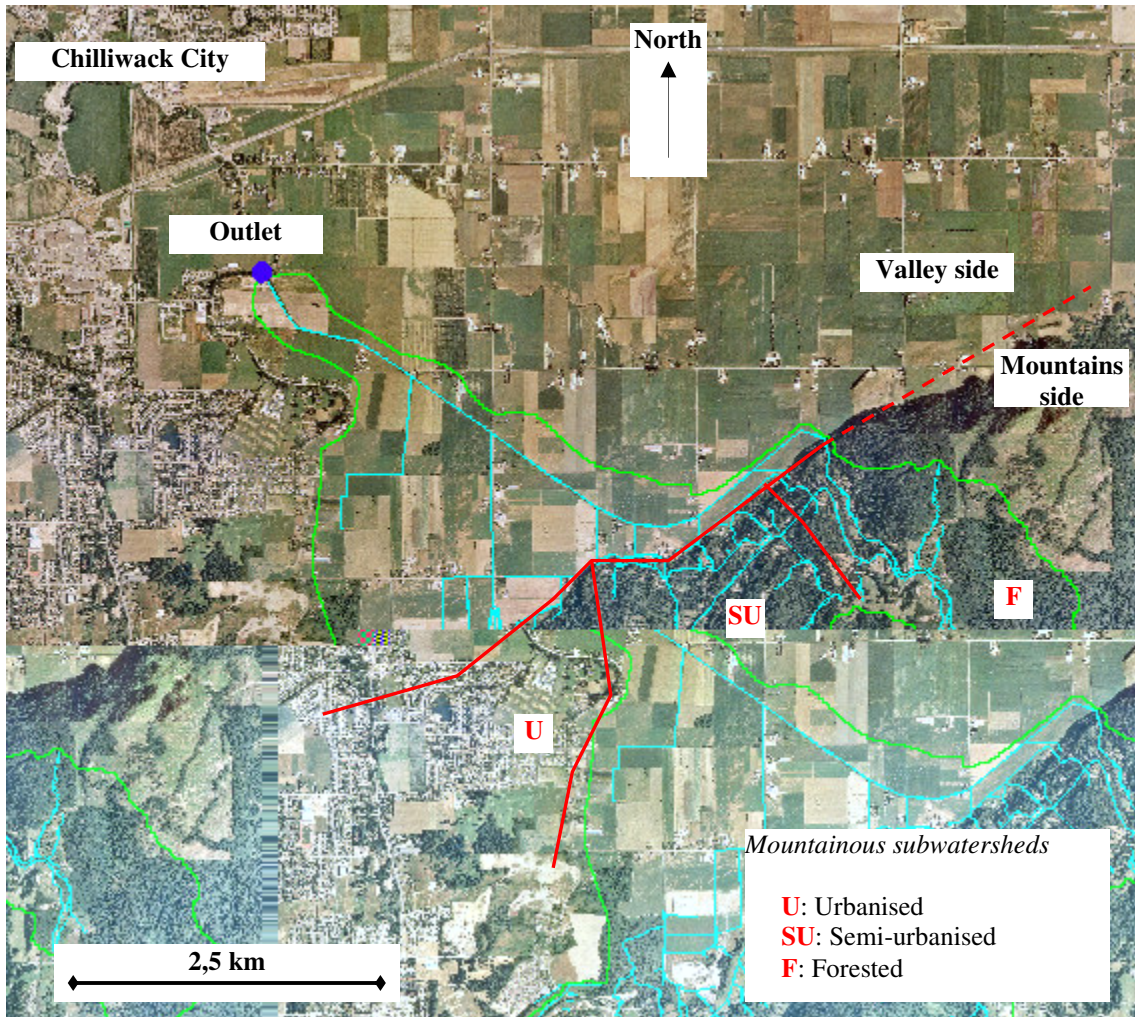 Chilliwack City
North
Outlet
Valley side
Mountains
side
SU
F
U
Mountainous subwatersheds
U: Urbanised
SU: Semi-urbanised
F: Forested
2,5 km